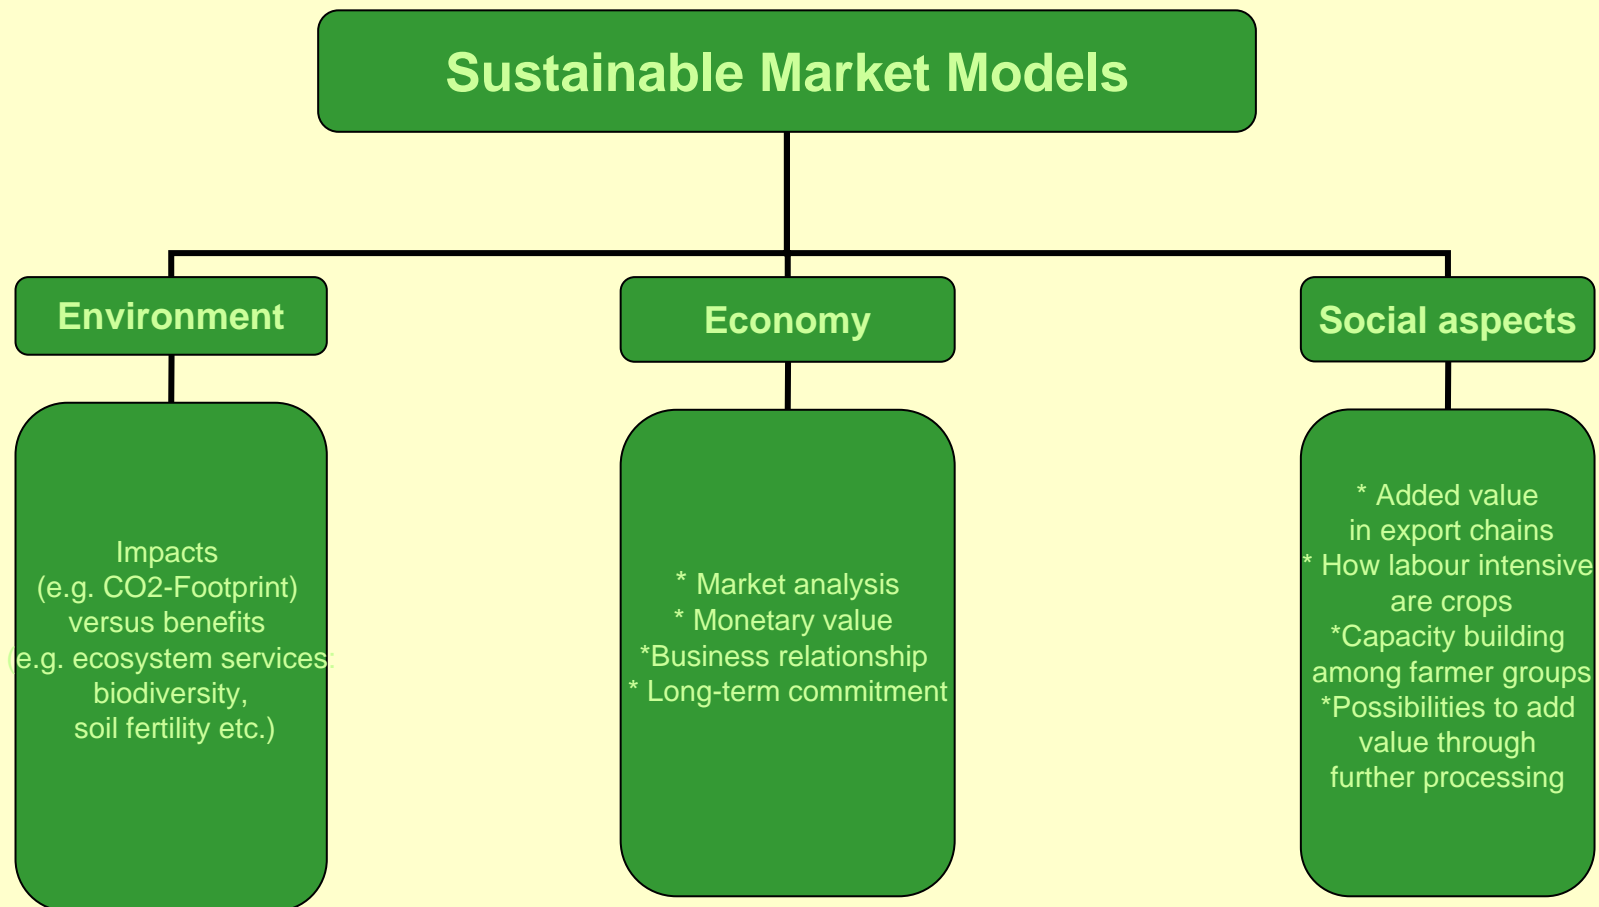 Sustainable Market Models
Environment
Economy
Social aspects
Impacts
(e.g. CO2-Footprint)
versus benefits
(e.g. ecosystem services:
biodiversity,
soil fertility etc.)
* Market analysis
* Monetary value
*Business relationship
* Long-term commitment
* Added value
in export chains
* How labour intensive
are crops
*Capacity building
among farmer groups
*Possibilities to add
value through
further processing